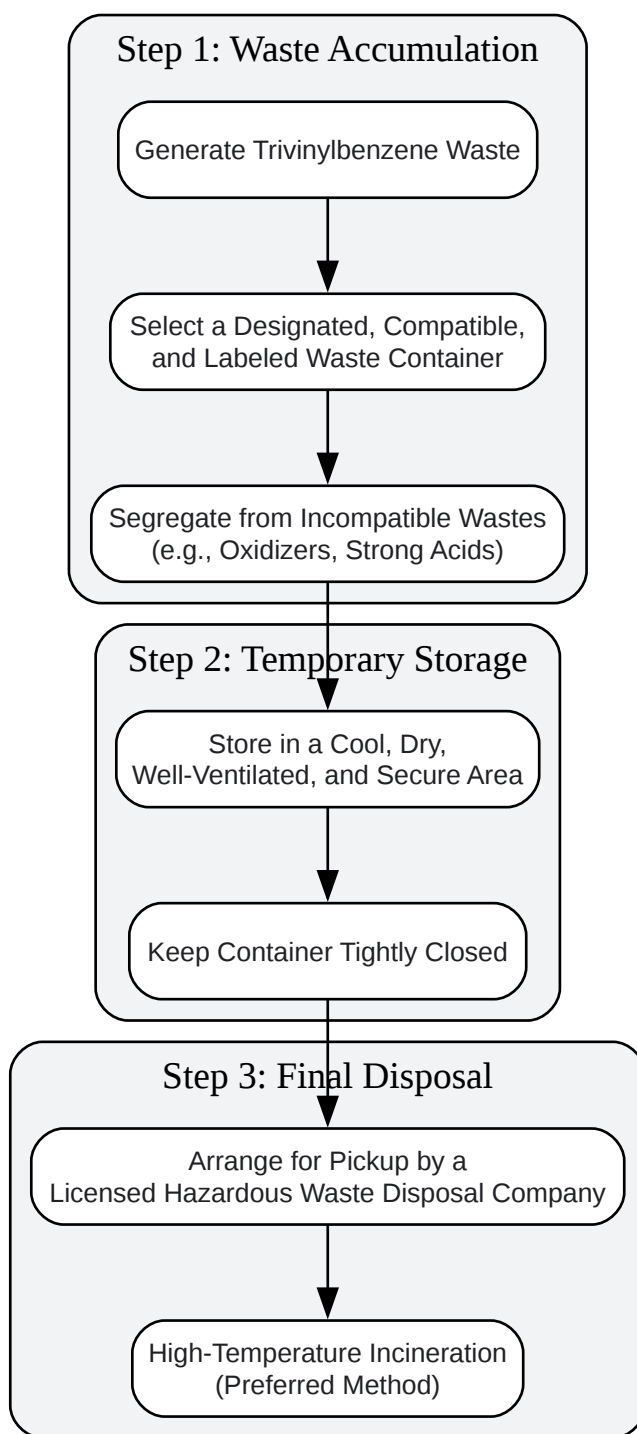 Step 1: Waste Accumulation
Generate Trivinylbenzene Waste
Select a Designated, Compatible,
and Labeled Waste Container
Segregate from Incompatible Wastes
(e.g., Oxidizers, Strong Acids)
Step 2: Temporary Storage
Store in a Cool, Dry,
Well-Ventilated, and Secure Area
Keep Container Tightly Closed
Step 3: Final Disposal
Arrange for Pickup by a
Licensed Hazardous Waste Disposal Company
High-Temperature Incineration
(Preferred Method)